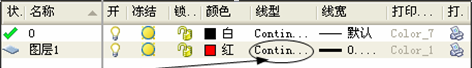 状. 名称 开 冻结 锁... 颜色 线型 线宽 打印... 打.
0 白 Contin... 默认 Color_7
图层1 红 Contin... 0.... Color_1